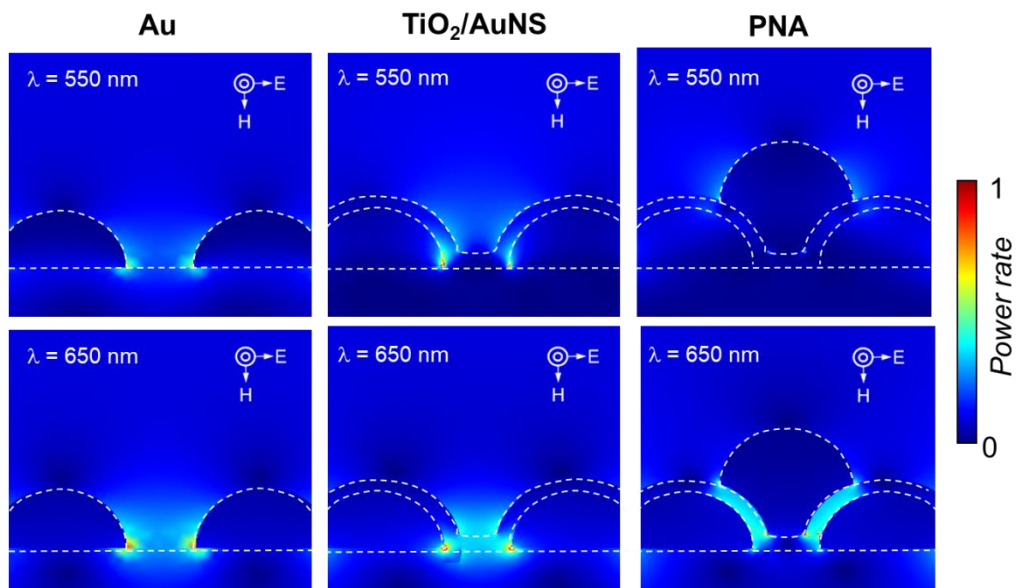 Au TiO₂/AuNS PNA
λ = 550 nm E H λ = 550 nm E H λ = 550 nm E H
λ = 650 nm E H λ = 650 nm E H λ = 650 nm E H
1
Power rate
0